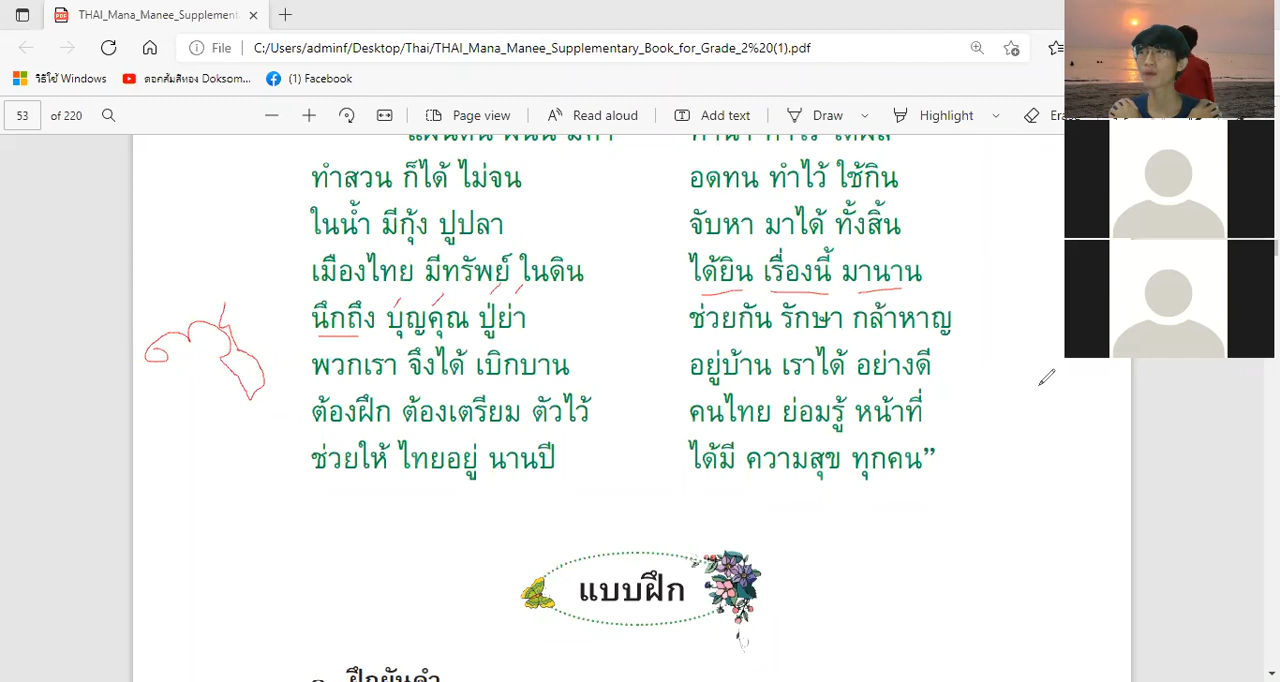 THAI_Mana_Manee_Supplementa
File
C:/Users/adminf/Desktop/Thai/THAI_Mana_Manee_Supplementary_Book_for_Grade_2%20(1).pdf
วิธีใช้ Windows
ดอกส้มสีทอง Doksom...
(1) Facebook
53 of 220
Page view
Read aloud
Add text
Draw
Highlight
ทำสวน ก็ได้ ไม่จน อดทน ทำไว้ ใช้กิน
ในน้ำ มีกุ้ง ปูปลา จับหา มาได้ ทั้งสิ้น
เมืองไทย มีทรัพย์ ในดิน ได้ยิน เรื่องนี้ มานาน
นึกถึง บุญคุณ ปู่ย่า ช่วยกัน รักษา กล้าหาญ
พวกเรา จึงได้ เบิกบาน อยู่บ้าน เราได้ อย่างดี
ต้องฝึก ต้องเตรียม ตัวไว้ คนไทย ย่อมรู้ หน้าที่
ช่วยให้ ไทยอยู่ นานปี ได้มี ความสุข ทุกคน”
แบบฝึก